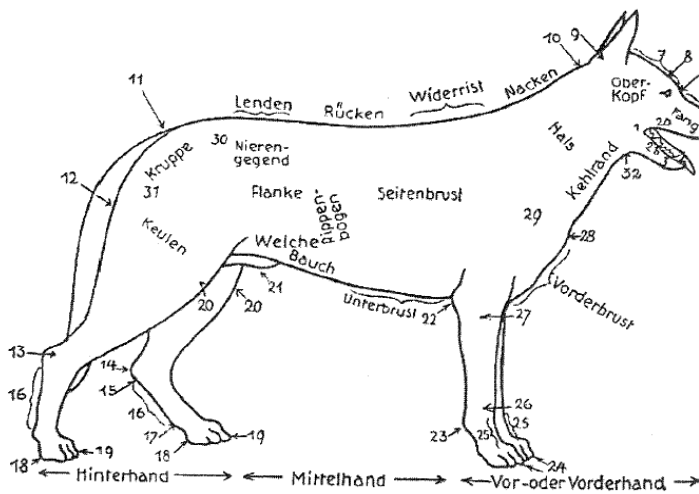 10
9
7
8
11
Lenden
Rücken
Widerrist
Nacken
Ober-
Kopf
Fang
30
Nieren-
gegend
Kruppe
Hals
1
20
28
12
31
Flanke
Rippen-
bogen
Seitenbrust
Kehlrand
32
Keulen
29
Welche
Bauch
28
20
20
21
Unterbrust
22
27
Vorderbrust
13
14
15
16
16
26
25
25
17
18
19
18
19
23
24
Hinterhand
Mittelhand
Vor-oder Vorderhand